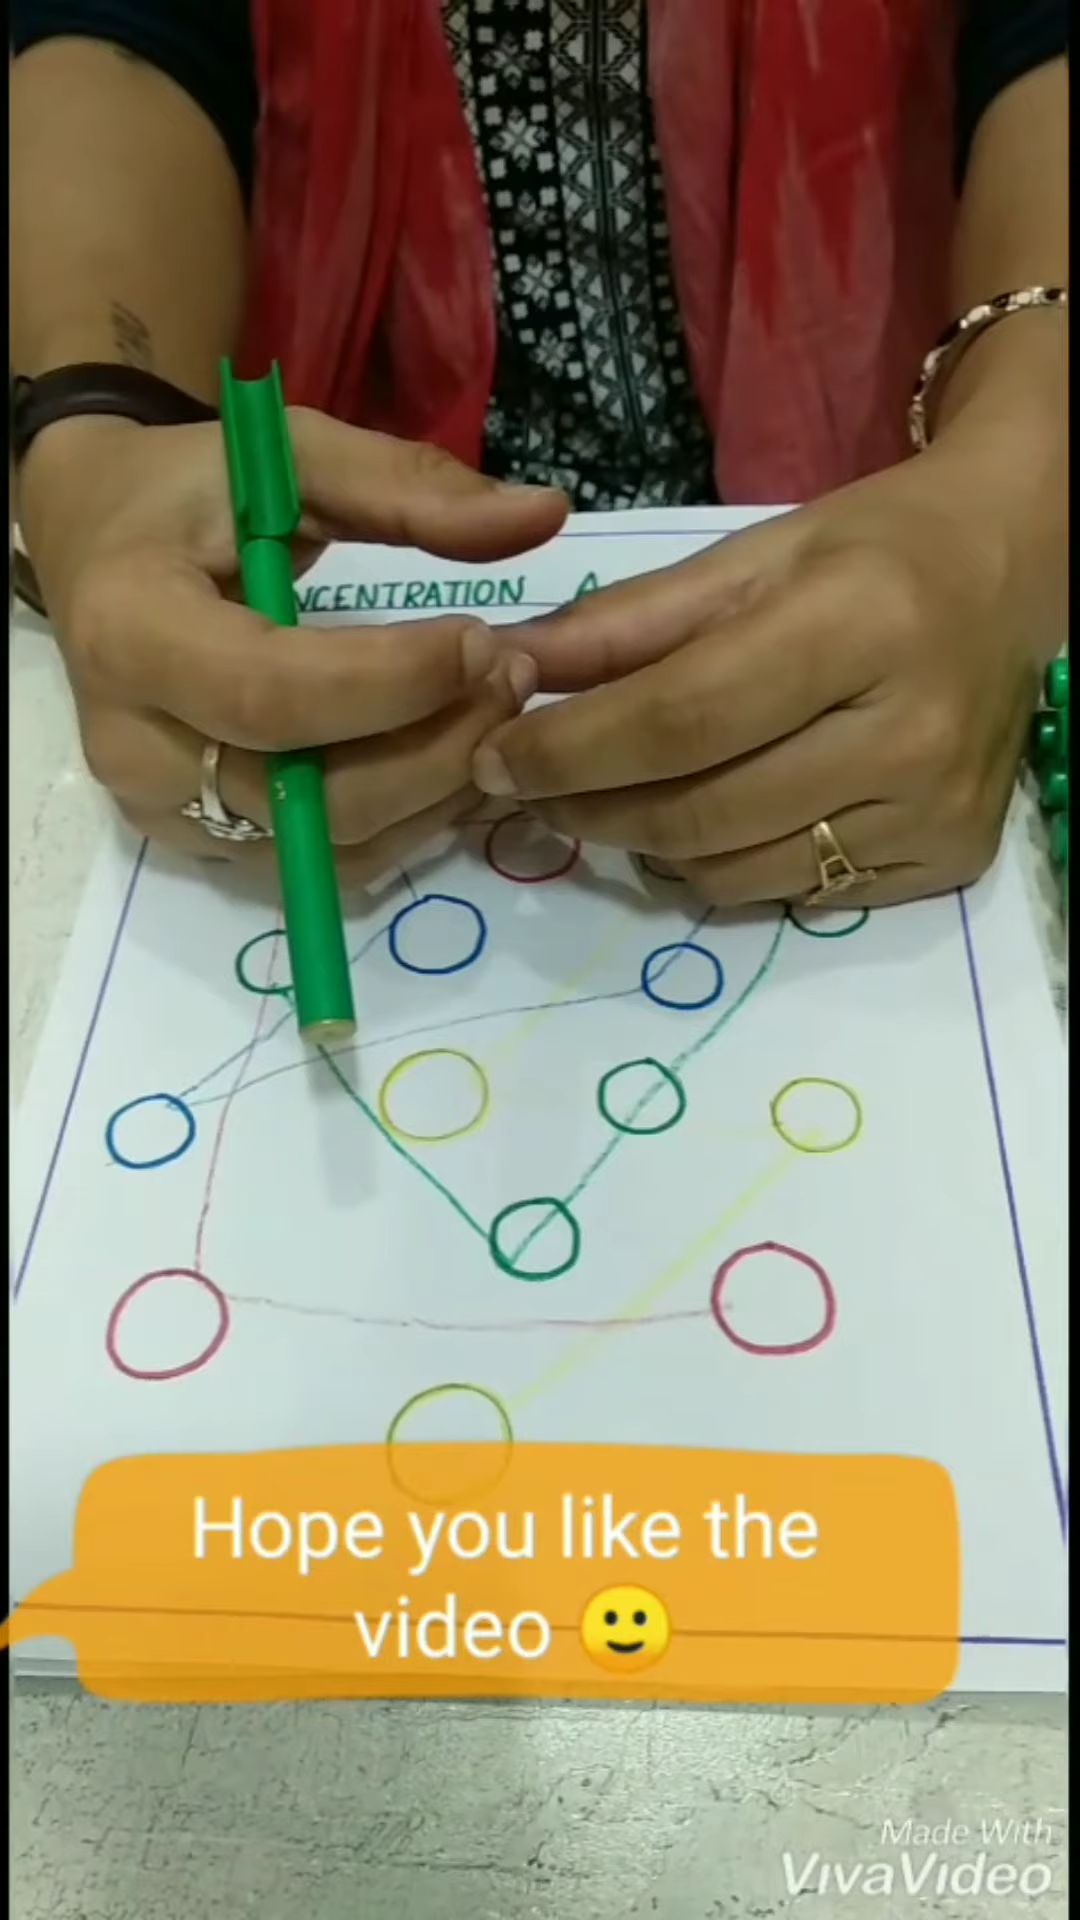 NCENTRATION A
Hope you like the
video 🙂
Made With
VivaVideo